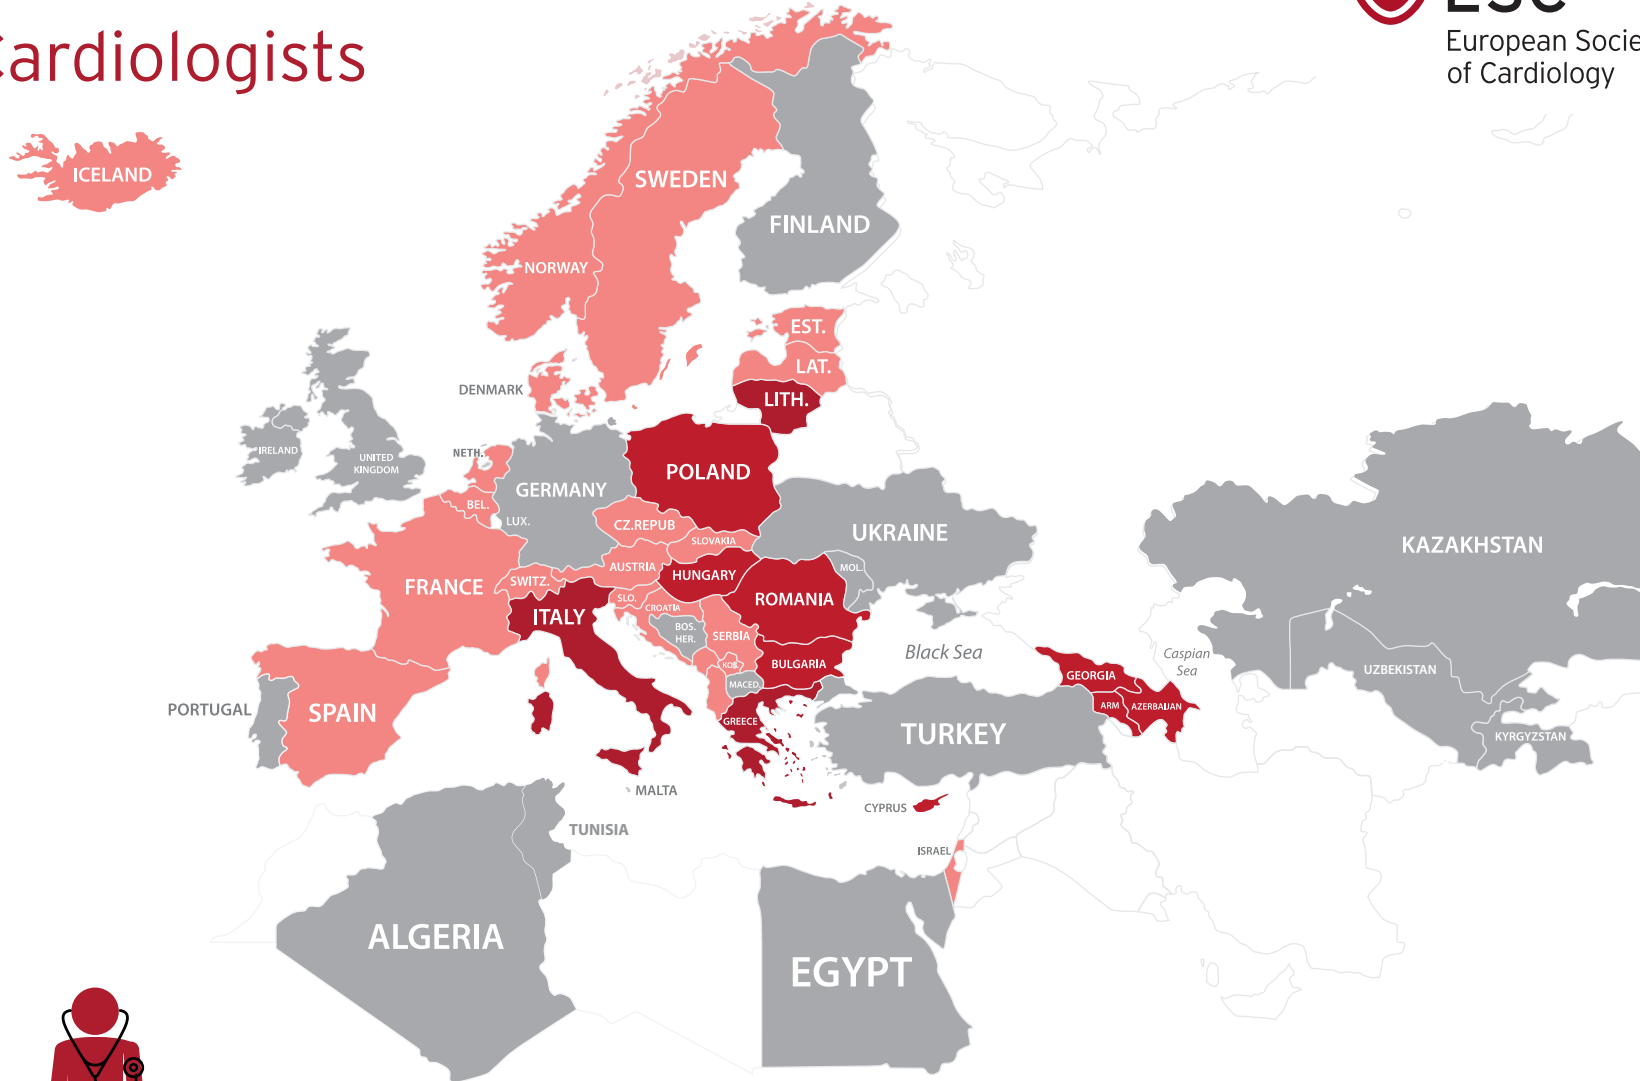 Cardiologists
ESC
European Socie
of Cardiology
ICELAND
SWEDEN
FINLAND
NORWAY
EST.
LAT.
DENMARK
LITH.
IRELAND
UNITED
KINGDOM
NETH.
POLAND
GERMANY
BEL.
LUX.
CZ.REPUB
UKRAINE
SLOVAKIA
KAZAKHSTAN
AUSTRIA
MOL.
HUNGARY
FRANCE
SWITZ.
SLO.
CROATIA
ROMANIA
ITALY
BOS.
HER.
SERBIA
Black Sea
Caspian
Sea
KOS.
BULGARIA
UZBEKISTAN
GEORGIA
MACED.
PORTUGAL
SPAIN
ARM
AZERBAIJAN
GREECE
TURKEY
KYRGYZSTAN
MALTA
CYPRUS
TUNISIA
ISRAEL
ALGERIA
EGYPT